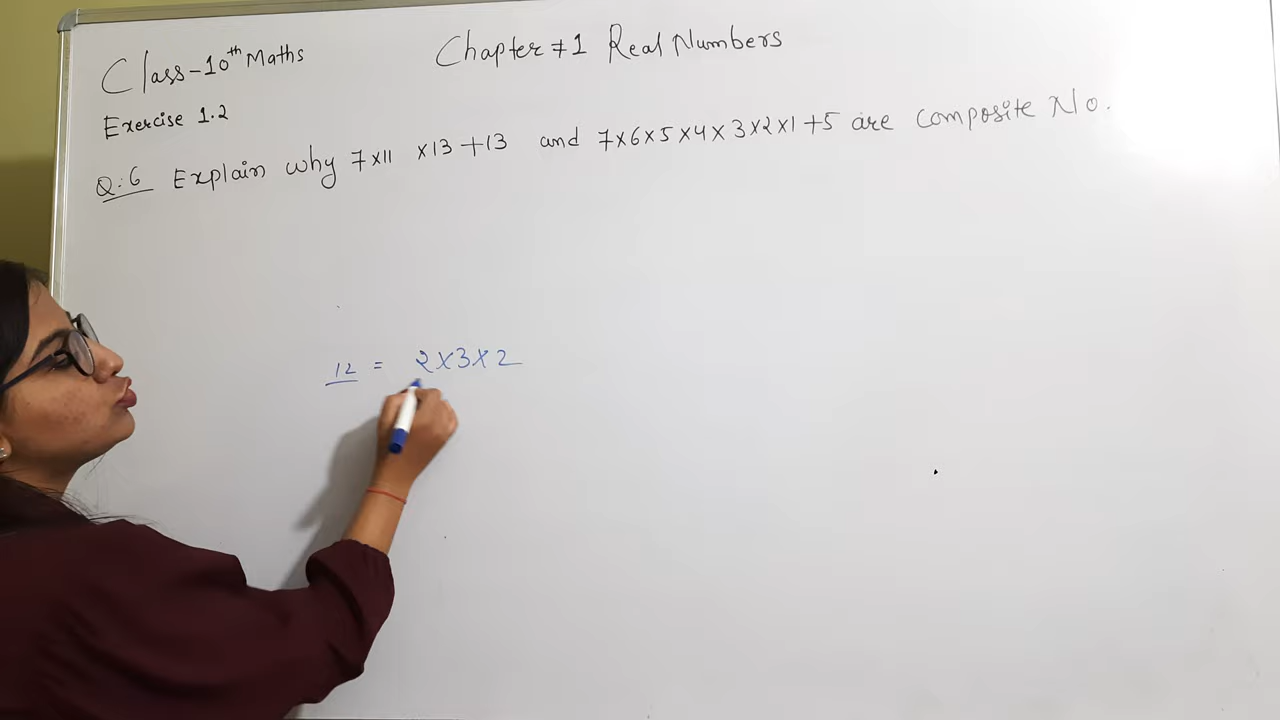 Class-10th Maths
Chapter # 1 Real Numbers
Exercise 1.2
Q:6 Explain why 7×11 ×13+13 and 7×6×5×4×3×2×1+5 are composite No.
12 = 2×3×2